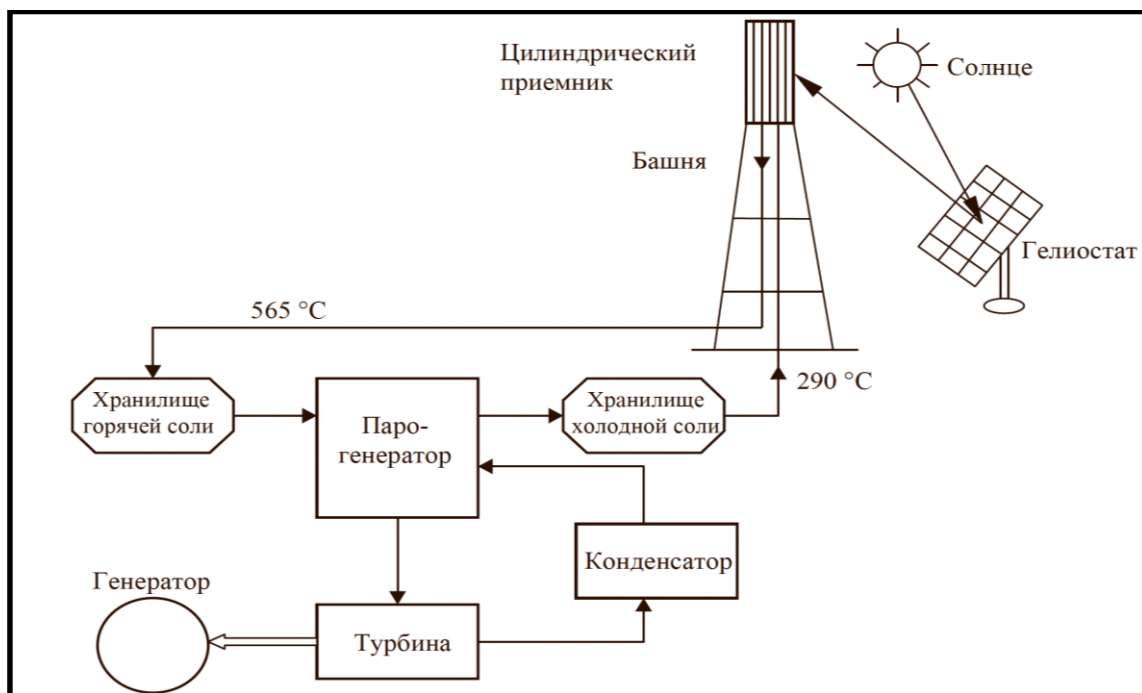 Цилиндрический
приемник
Солнце
Башня
Гелиостат
565 °C
290 °C
Хранилище
горячей соли
Паро-
генератор
Хранилище
холодной соли
Конденсатор
Генератор
Турбина